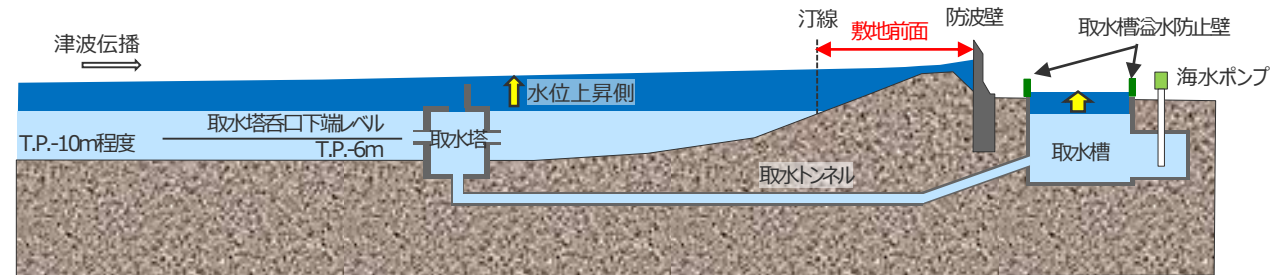 汀線
防波壁
取水槽溢水防止壁
津波伝播
敷地前面
海水ポンプ
水位上昇側
取水塔呑口下端レベル
T.P.-10m程度
T.P.-6m
取水塔
取水槽
取水トンネル